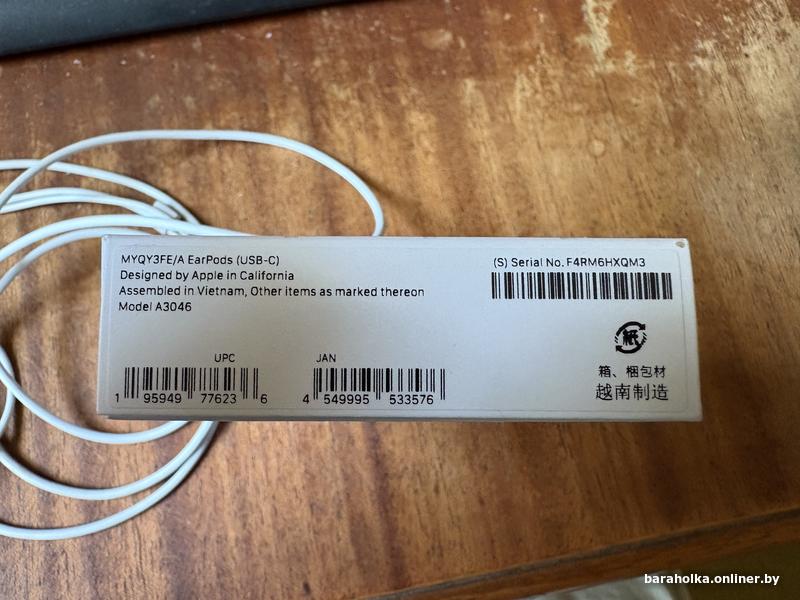 MYQY3FE/A EarPods (USB-C)
Designed by Apple in California
Assembled in Vietnam, Other items as marked thereon
Model A3046
(S) Serial No. F4RM6HXQM3
UPC
1 95949 77623 6
JAN
4 549995 533576
紙
箱、梱包材
越南制造
baraholka.onliner.by